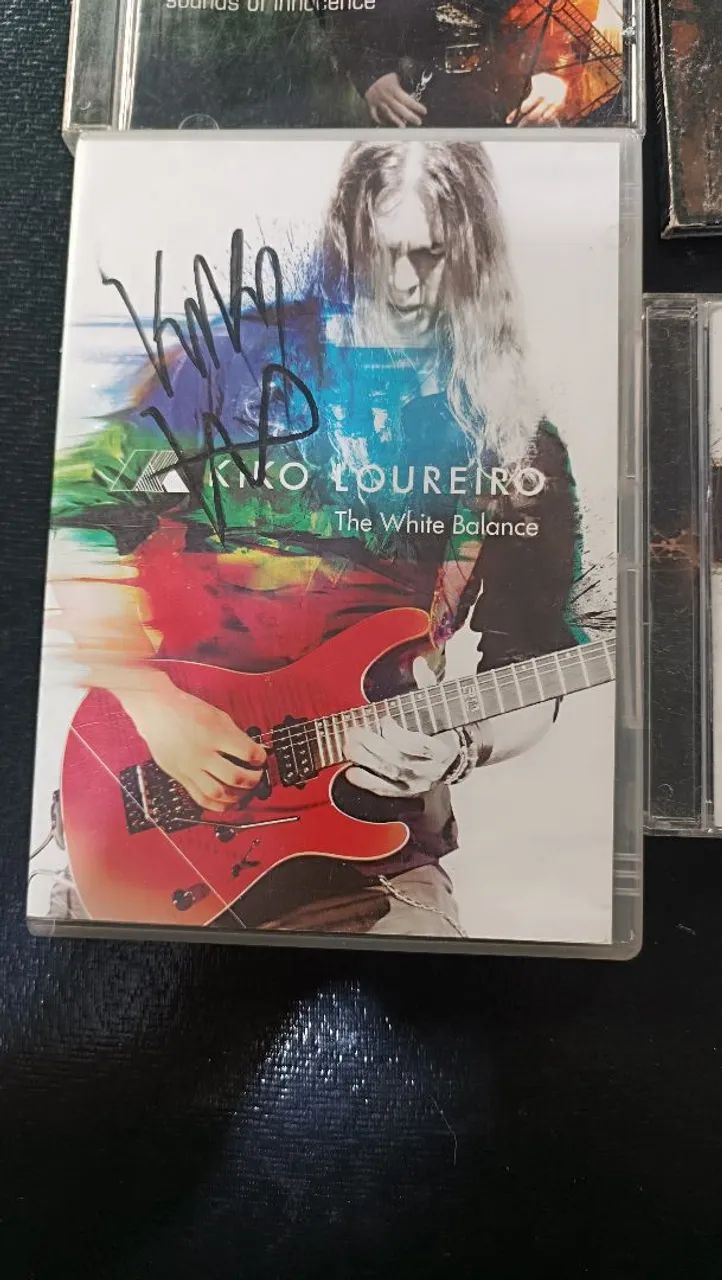 sounds of innocence
KIKO LOUREIRO
The White Balance